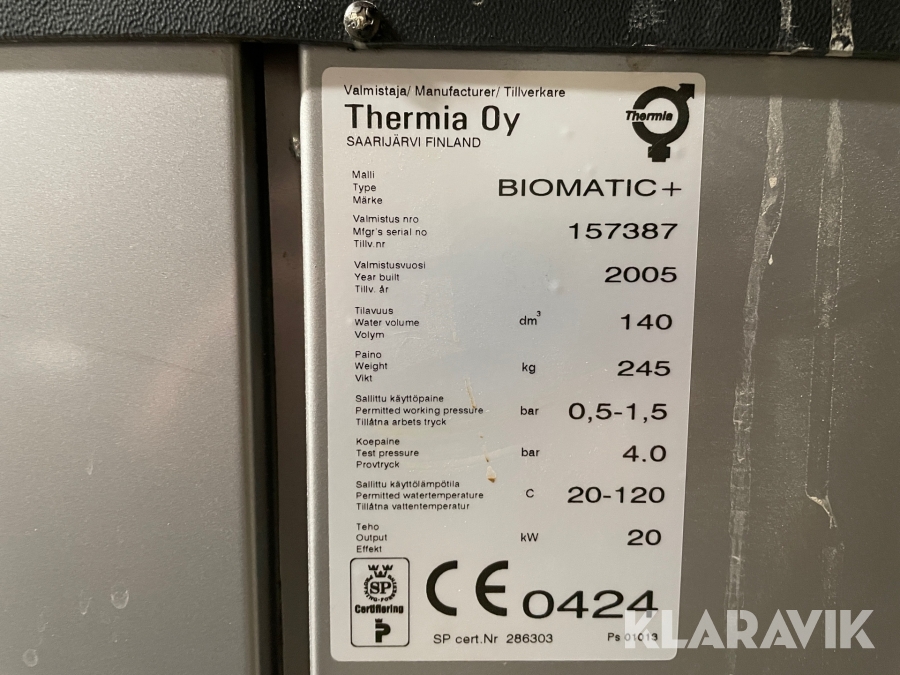 Valmistaja/ Manufacturer/ Tillverkare
Thermia Oy
SAARIJÄRVI FINLAND
Thermia
Malli
Type
Märke
BIOMATIC+
Valmistus nro
Mfgr's serial no
Tillv.nr
157387
Valmistusvuosi
Year built
Tillv. år
2005
Tilavuus
Water volume
Volym
dm³
140
Paino
Weight
Vikt
kg
245
Sallittu käyttöpaine
Permitted working pressure
Tillåtna arbets tryck
bar
0,5-1,5
Koepaine
Test pressure
Provtryck
bar
4.0
Sallittu käyttölämpötila
Permitted watertemperature
Tillåtna vattentemperatur
C
20-120
Teho
Output
Effekt
kW
20
SP
Certifiering
P
CE 0424
SP cert.Nr 286303
Ps 01013
KLARAVIK